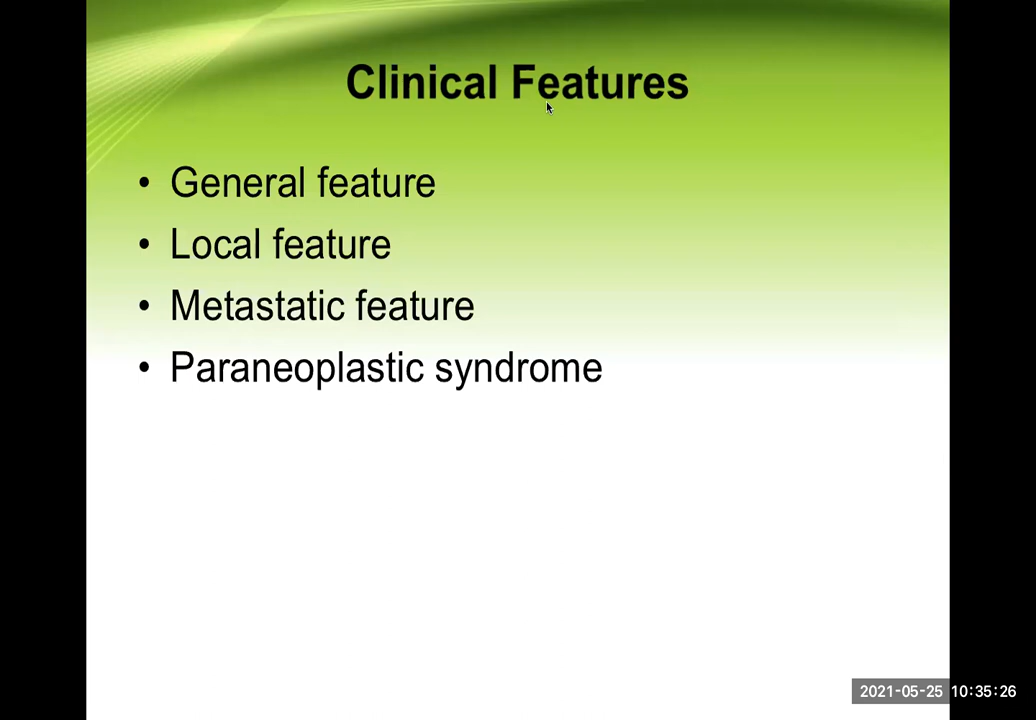 Clinical Features
• General feature
• Local feature
• Metastatic feature
• Paraneoplastic syndrome
2021-05-25 10:35:26